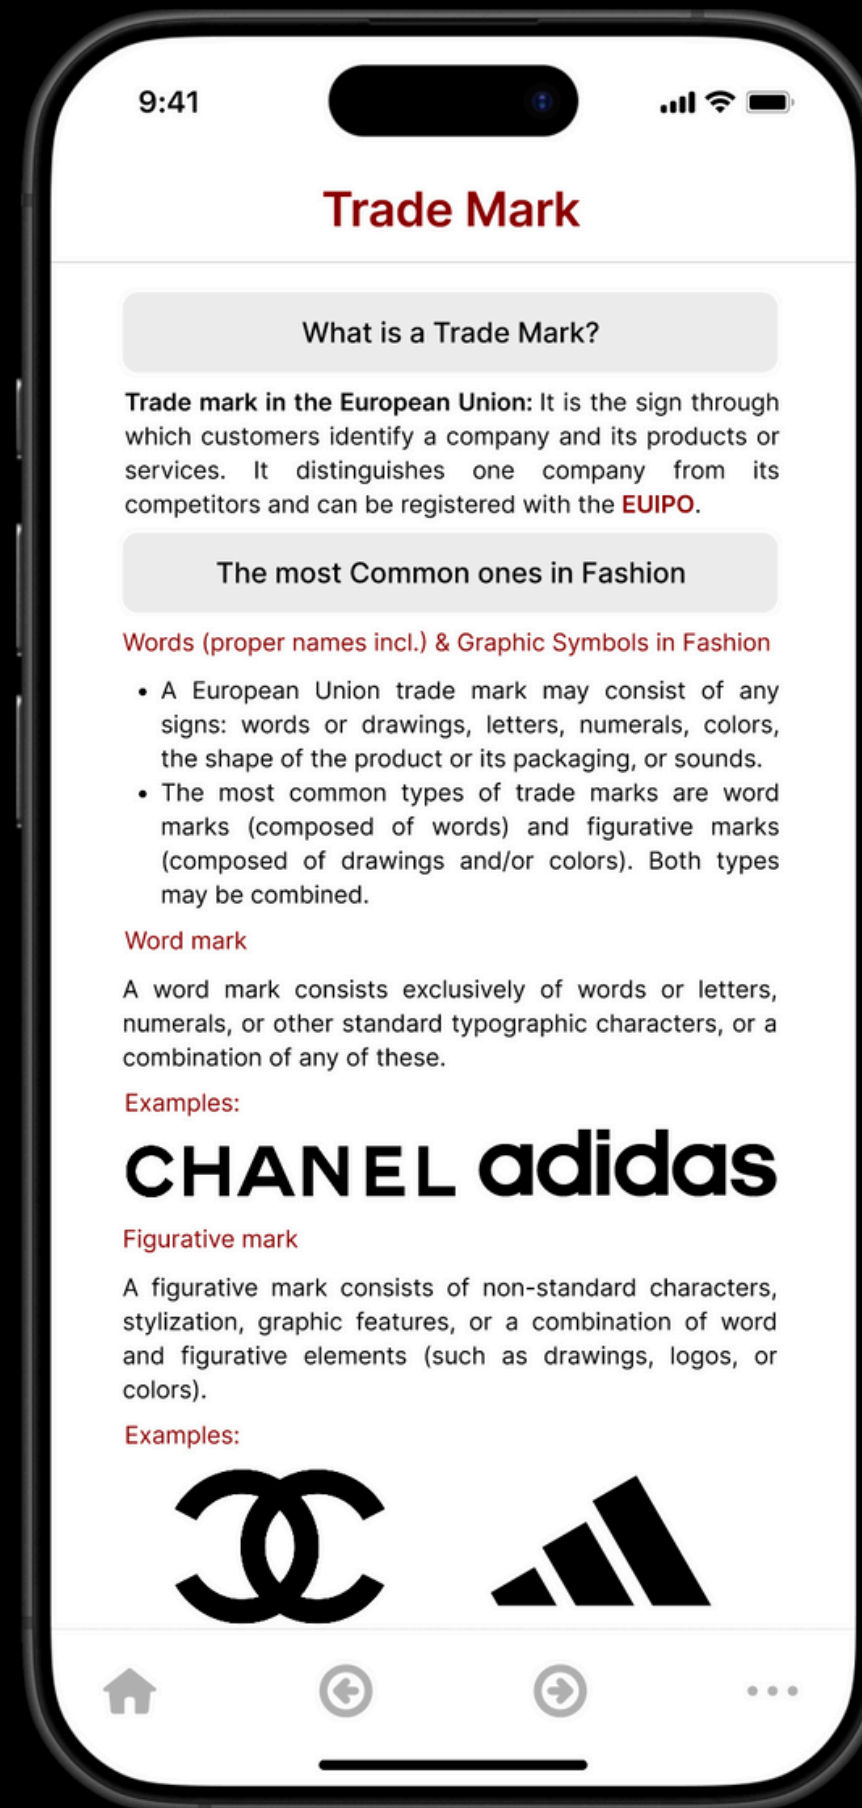 9:41
Trade Mark
What is a Trade Mark?
Trade mark in the European Union: It is the sign through
which customers identify a company and its products or
services. It distinguishes one company from its
competitors and can be registered with the EUIPO.
The most Common ones in Fashion
Words (proper names incl.) & Graphic Symbols in Fashion
• A European Union trade mark may consist of any
signs: words or drawings, letters, numerals, colors,
the shape of the product or its packaging, or sounds.
• The most common types of trade marks are word
marks (composed of words) and figurative marks
(composed of drawings and/or colors). Both types
may be combined.
Word mark
A word mark consists exclusively of words or letters,
numerals, or other standard typographic characters, or a
combination of any of these.
Examples:
CHANEL adidas
Figurative mark
A figurative mark consists of non-standard characters,
stylization, graphic features, or a combination of word
and figurative elements (such as drawings, logos, or
colors).
Examples: